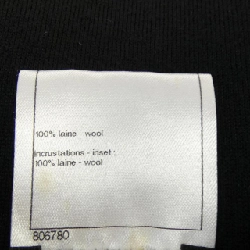 100% laine - wool
Incrustations - inset :
100% laine - wool
806780